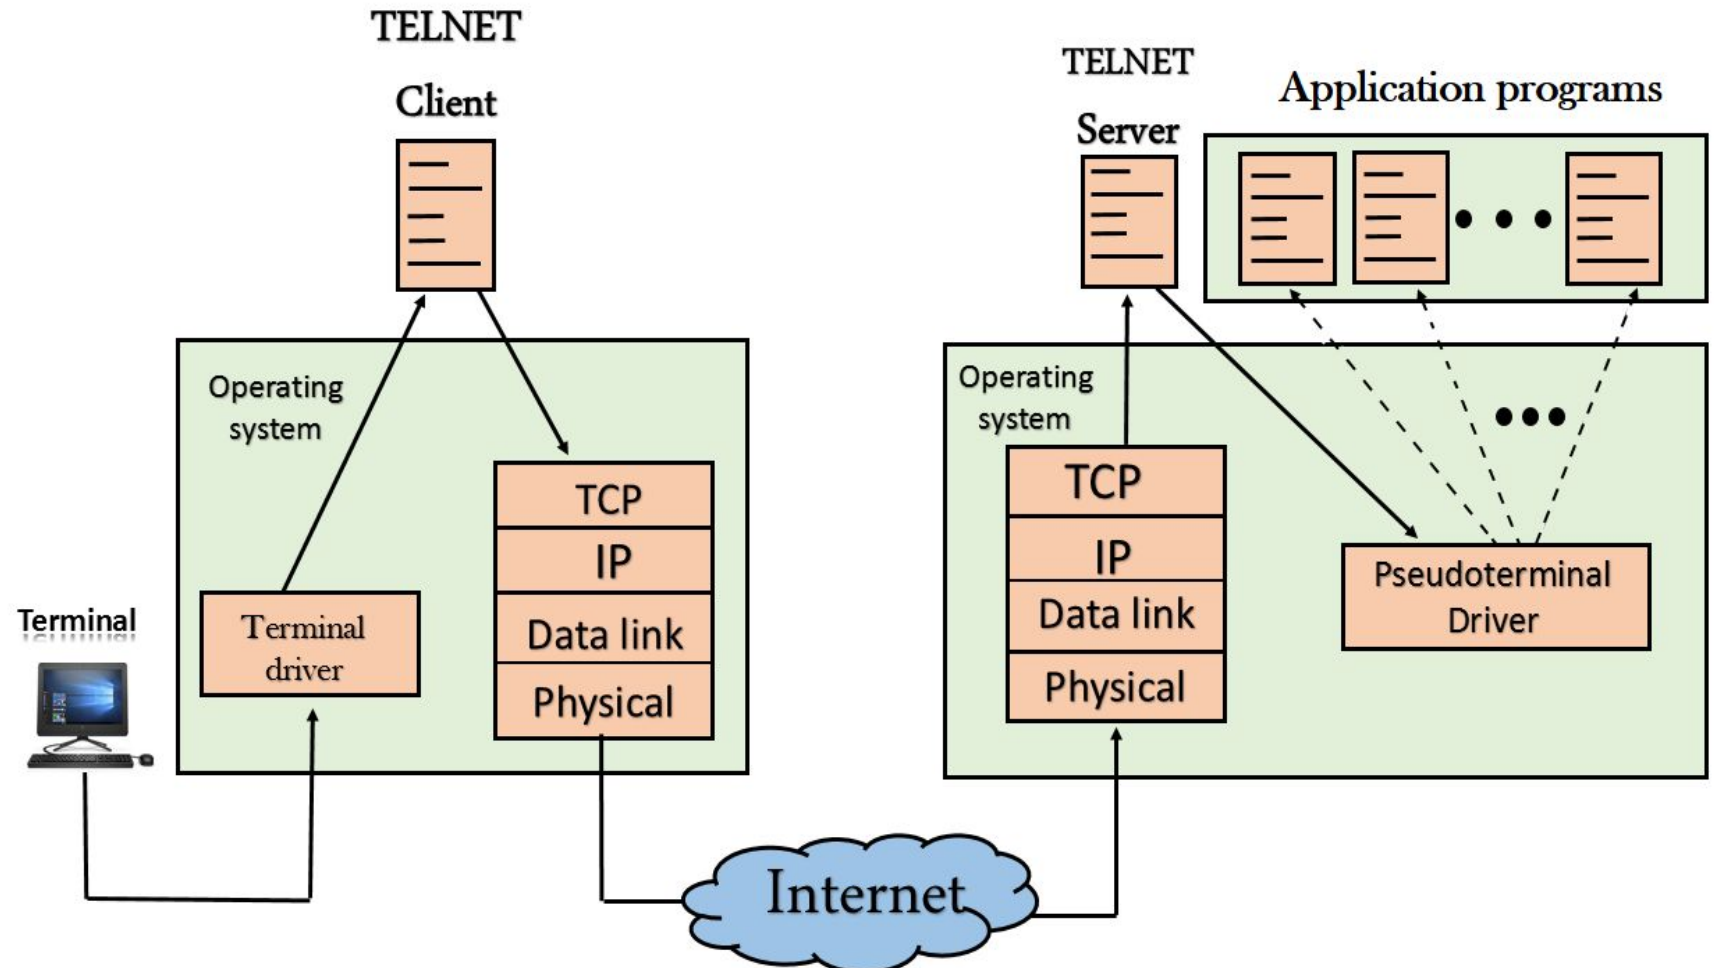 TELNET
Client
TELNET
Server
Application programs
Operating
system
Operating
system
TCP
IP
Data link
Physical
TCP
IP
Data link
Physical
Pseudoterminal
Driver
Terminal
Terminal
driver
Internet